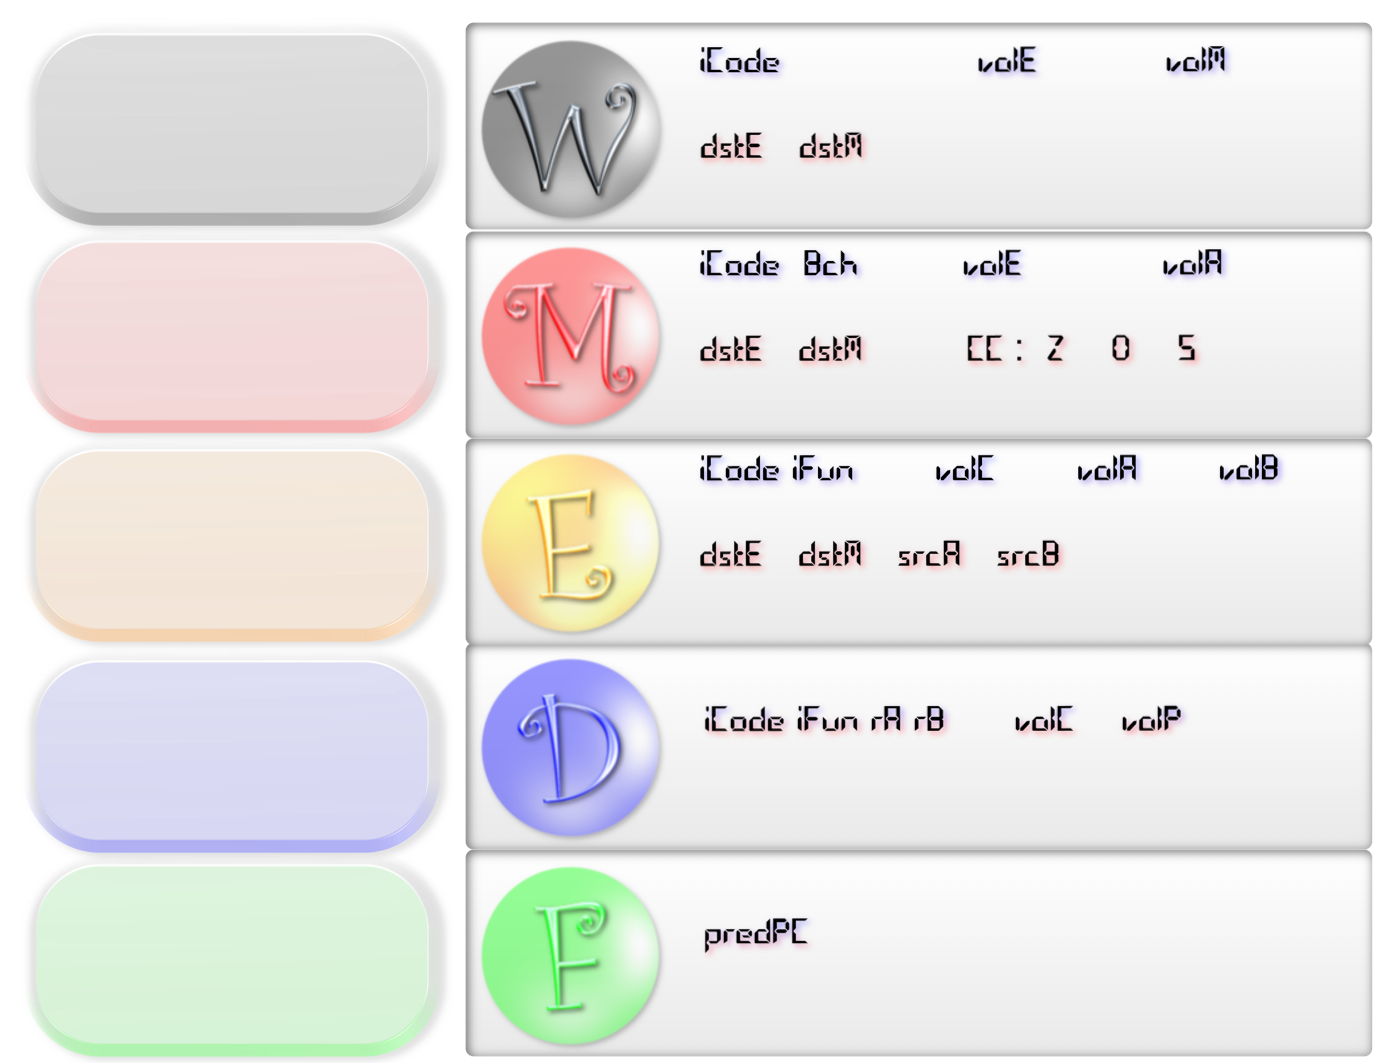 W
iCode valE valM
dstE dstM
M
iCode Bch valE valA
dstE dstM CC : Z O S
E
iCode iFun valC valA valB
dstE dstM srcA srcB
D
iCode iFun rA rB valC valP
F
predPC